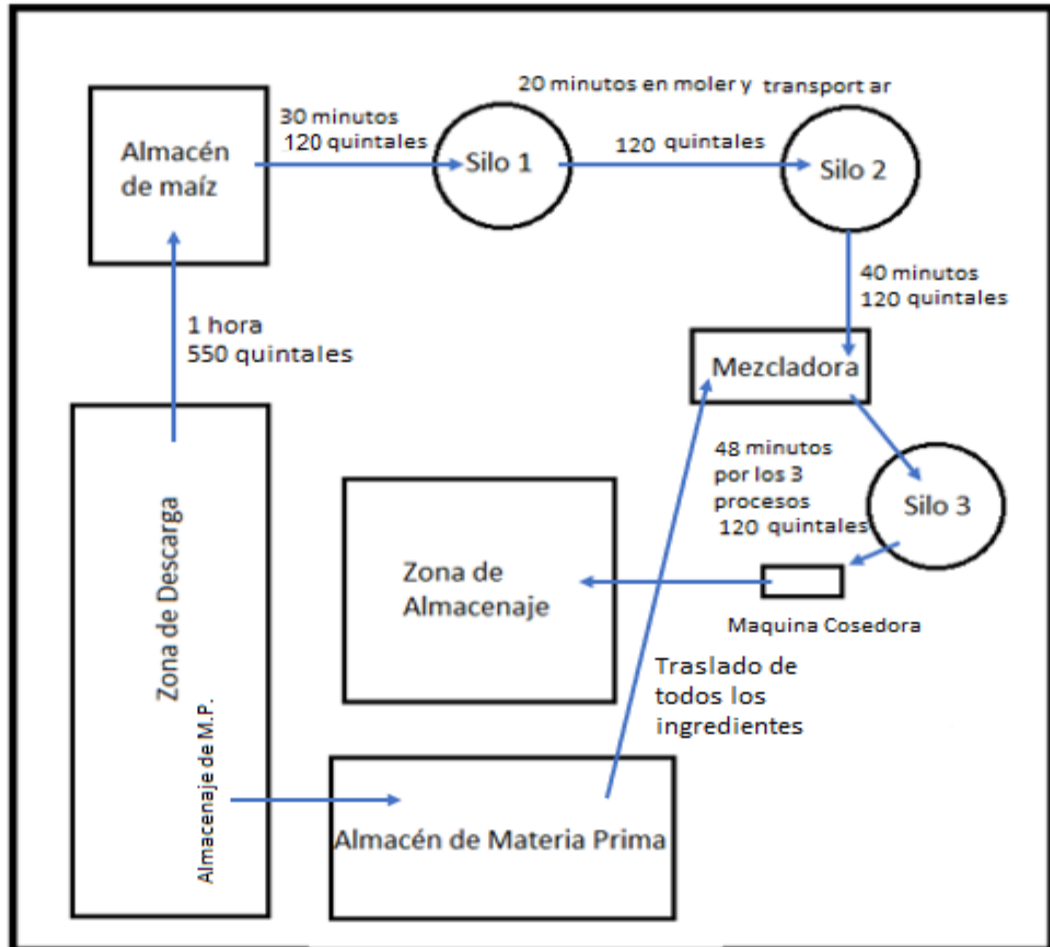 20 minutos en moler y transport ar
30 minutos
120 quintales
Almacén
de maíz
Silo 1
120 quintales
Silo 2
40 minutos
120 quintales
1 hora
550 quintales
Mezcladora
48 minutos
por los 3
procesos
120 quintales
Silo 3
Zona de Descarga
Zona de
Almacenaje
Maquina Cosedora
Traslado de
todos los
ingredientes
Almacenaje de M.P.
Almacén de Materia Prima